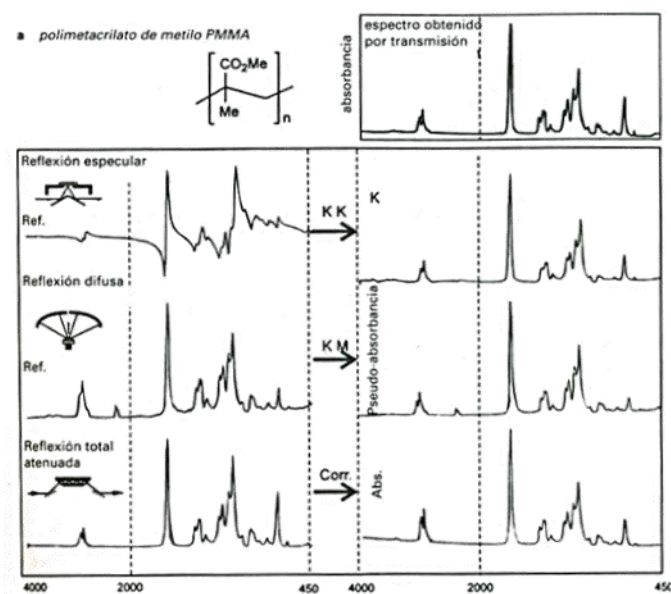 a polimetacrilato de metilo PMMA
CO₂Me
Me
n
absorbancia
espectro obtenido
por transmisión
Reflexión especular
Ref.
K K
K
Reflexión difusa
Ref.
K M
Pseudo-absorbancia
Reflexión total
atenuada
Corr.
Abs.
4000 2000 450 4000 2000 450